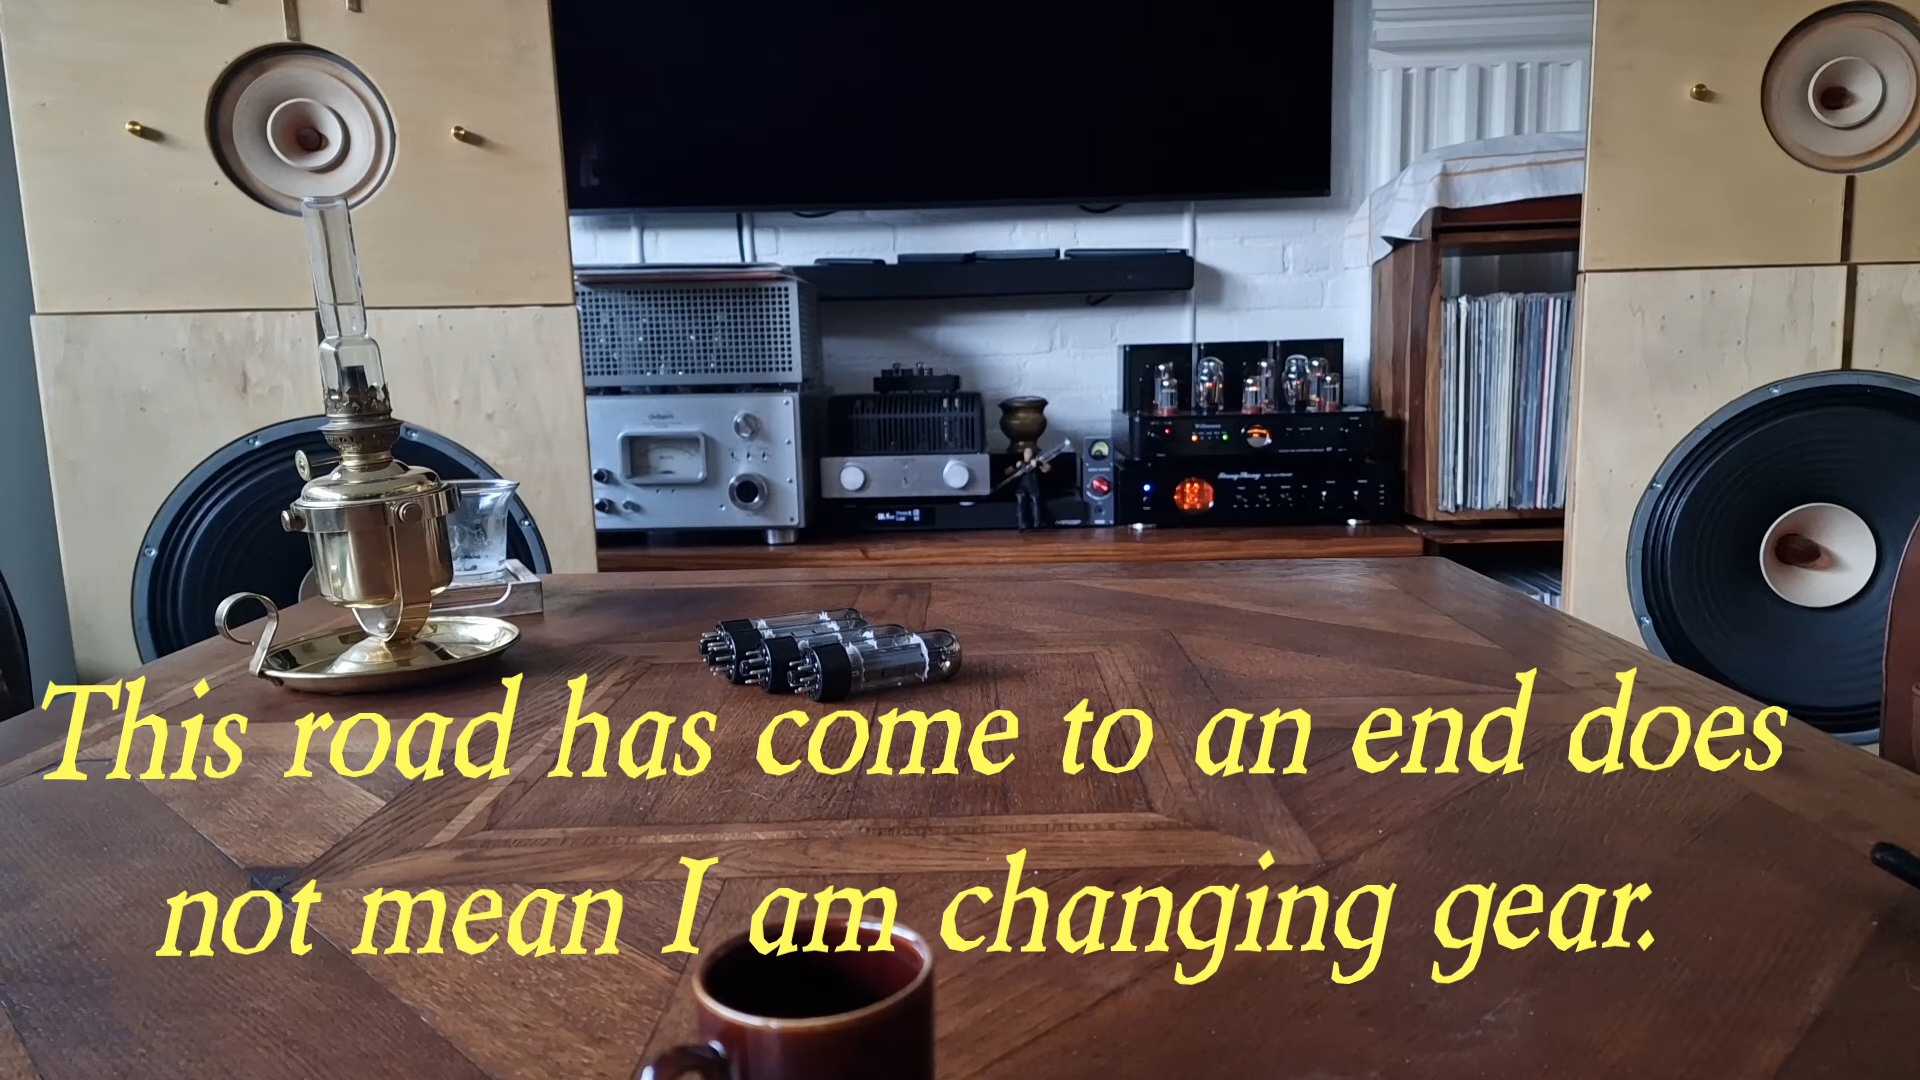 This road has come to an end does
not mean I am changing gear.